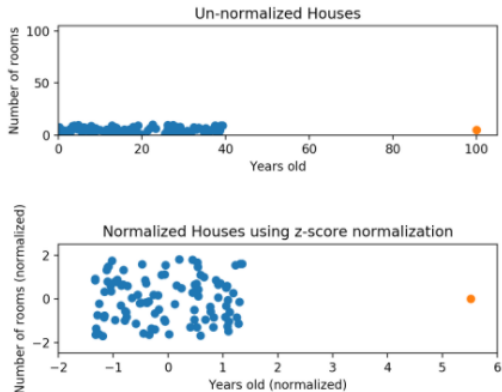 Un-normalized Houses
Number of rooms
100
50
0
0 20 40 60 80 100
Years old
Normalized Houses using z-score normalization
Number of rooms (normalized)
2
0
−2
−2 −1 0 1 2 3 4 5 6
Years old (normalized)